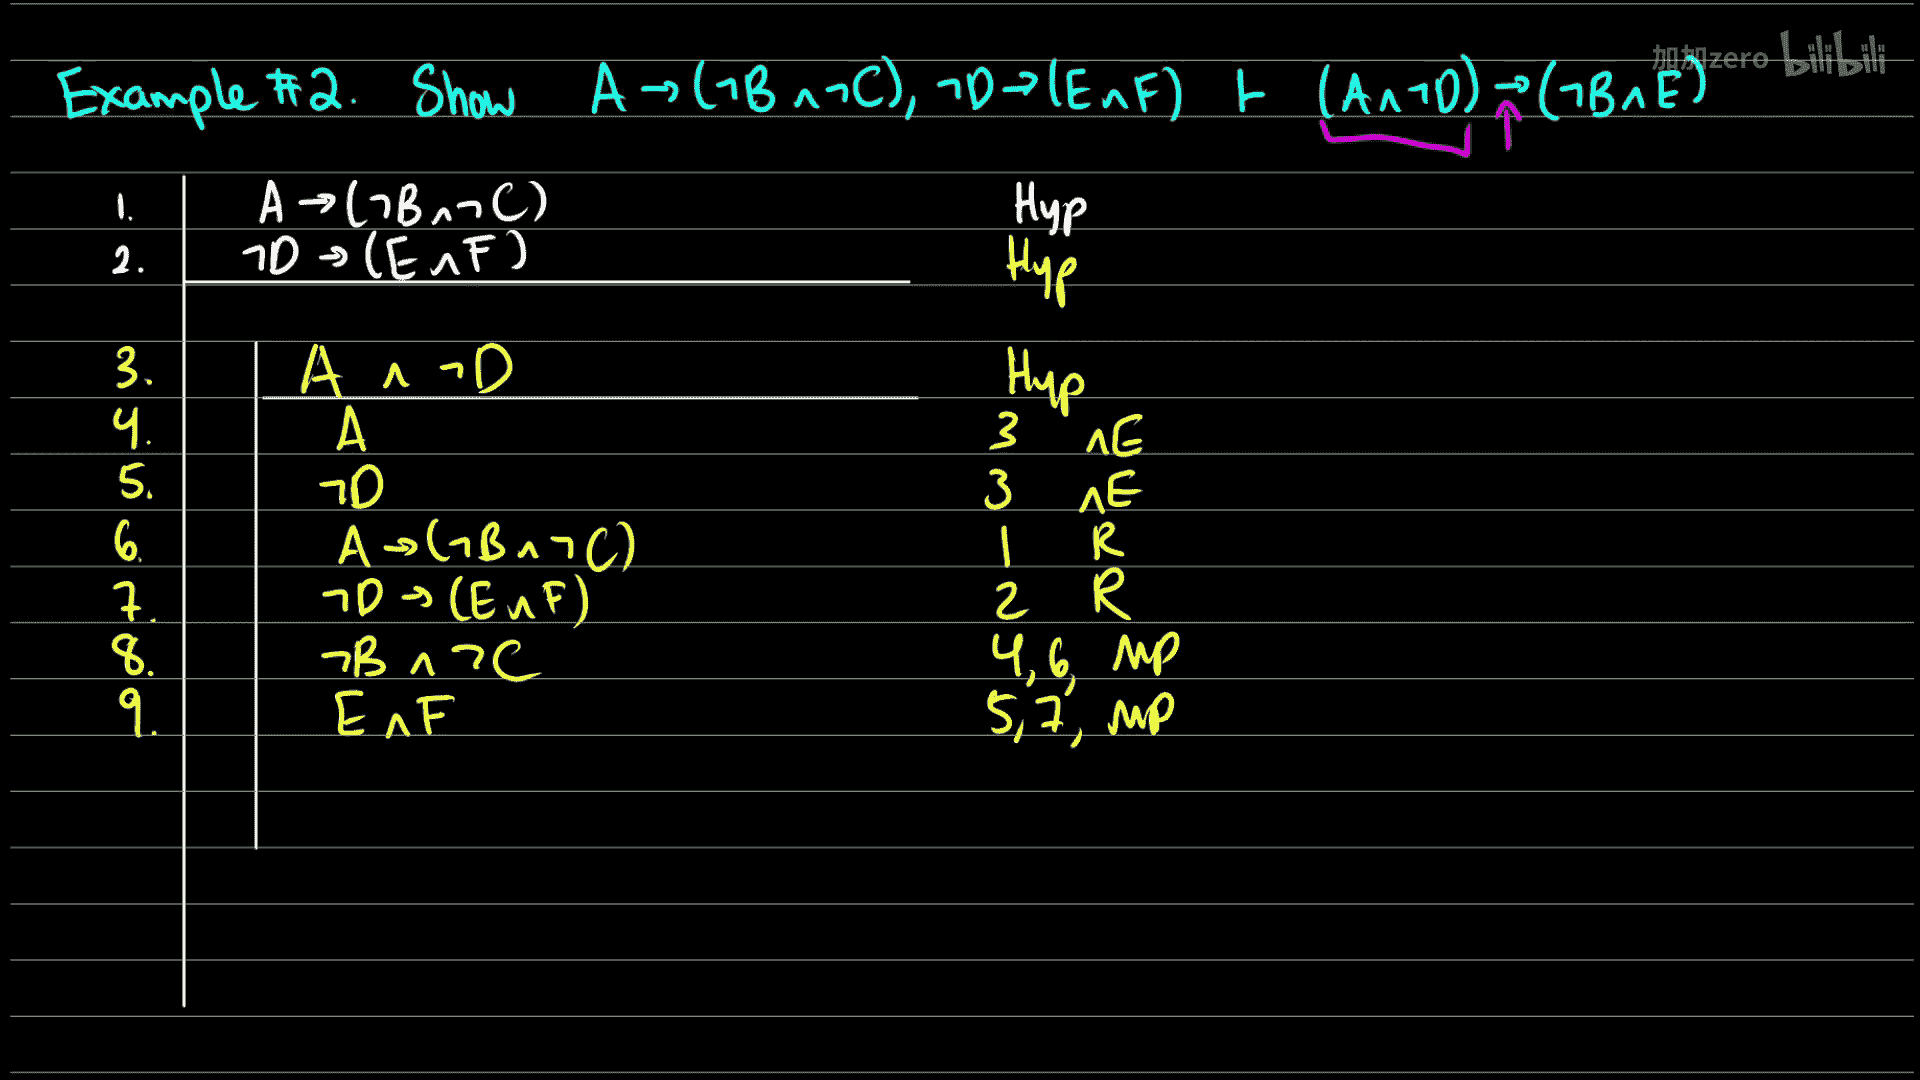 加加zero bilibili
Example #2. Show A→(¬B∧¬C), ¬D→(E∧F) ⊢ (A∧¬D)→(¬B∧E)
1. A→(¬B∧¬C) Hyp
2. ¬D→(E∧F) Hyp
3. A∧¬D Hyp
4. A 3 ∧E
5. ¬D 3 ∧E
6. A→(¬B∧¬C) 1 R
7. ¬D→(E∧F) 2 R
8. ¬B∧¬C 4,6, MP
9. E∧F 5,7, MP